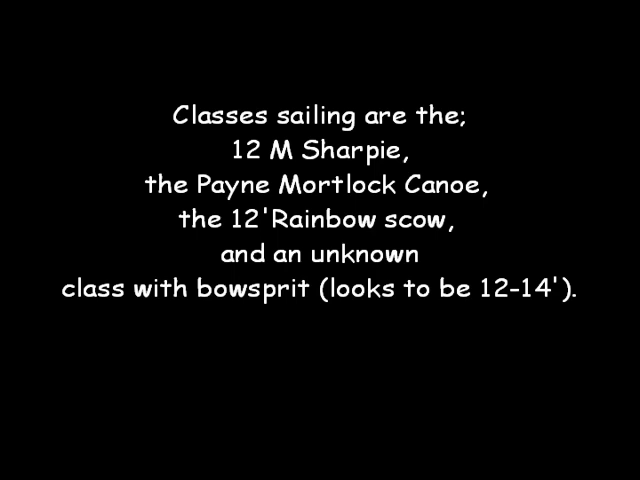 Classes sailing are the;
12 M Sharpie,
the Payne Mortlock Canoe,
the 12'Rainbow scow,
and an unknown
class with bowsprit (looks to be 12-14').